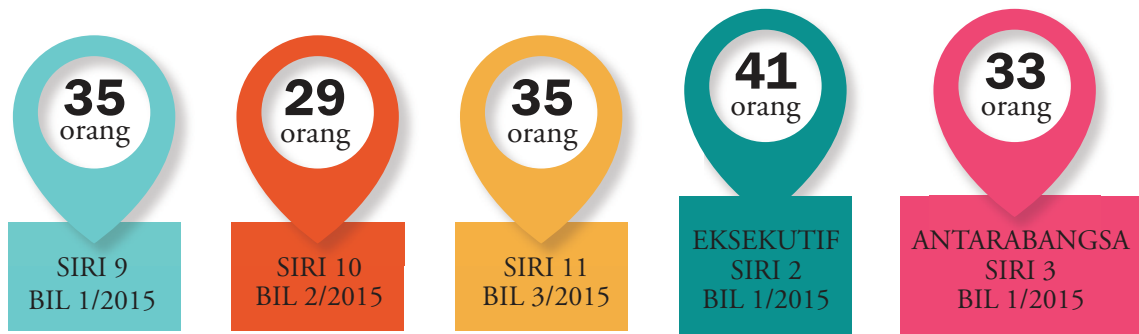 35
orang
SIRI 9
BIL 1/2015
29
orang
SIRI 10
BIL 2/2015
35
orang
SIRI 11
BIL 3/2015
41
orang
EKSEKUTIF
SIRI 2
BIL 1/2015
33
orang
ANTARABANGSA
SIRI 3
BIL 1/2015